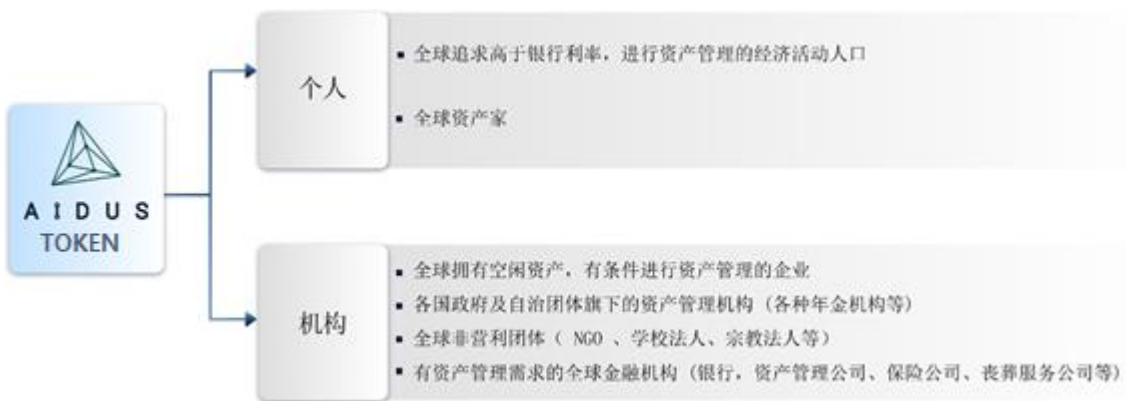 AIDUS
TOKEN
个人
▪ 全球追求高于银行利率，进行资产管理的经济活动人口
▪ 全球资产家
机构
▪ 全球拥有空闲资产，有条件进行资产管理的企业
▪ 各国政府及自治团体旗下的资产管理机构（各种年金机构等）
▪ 全球非营利团体（ NGO 、学校法人、宗教法人等）
▪ 有资产管理需求的全球金融机构（银行，资产管理公司、保险公司、丧葬服务公司等）